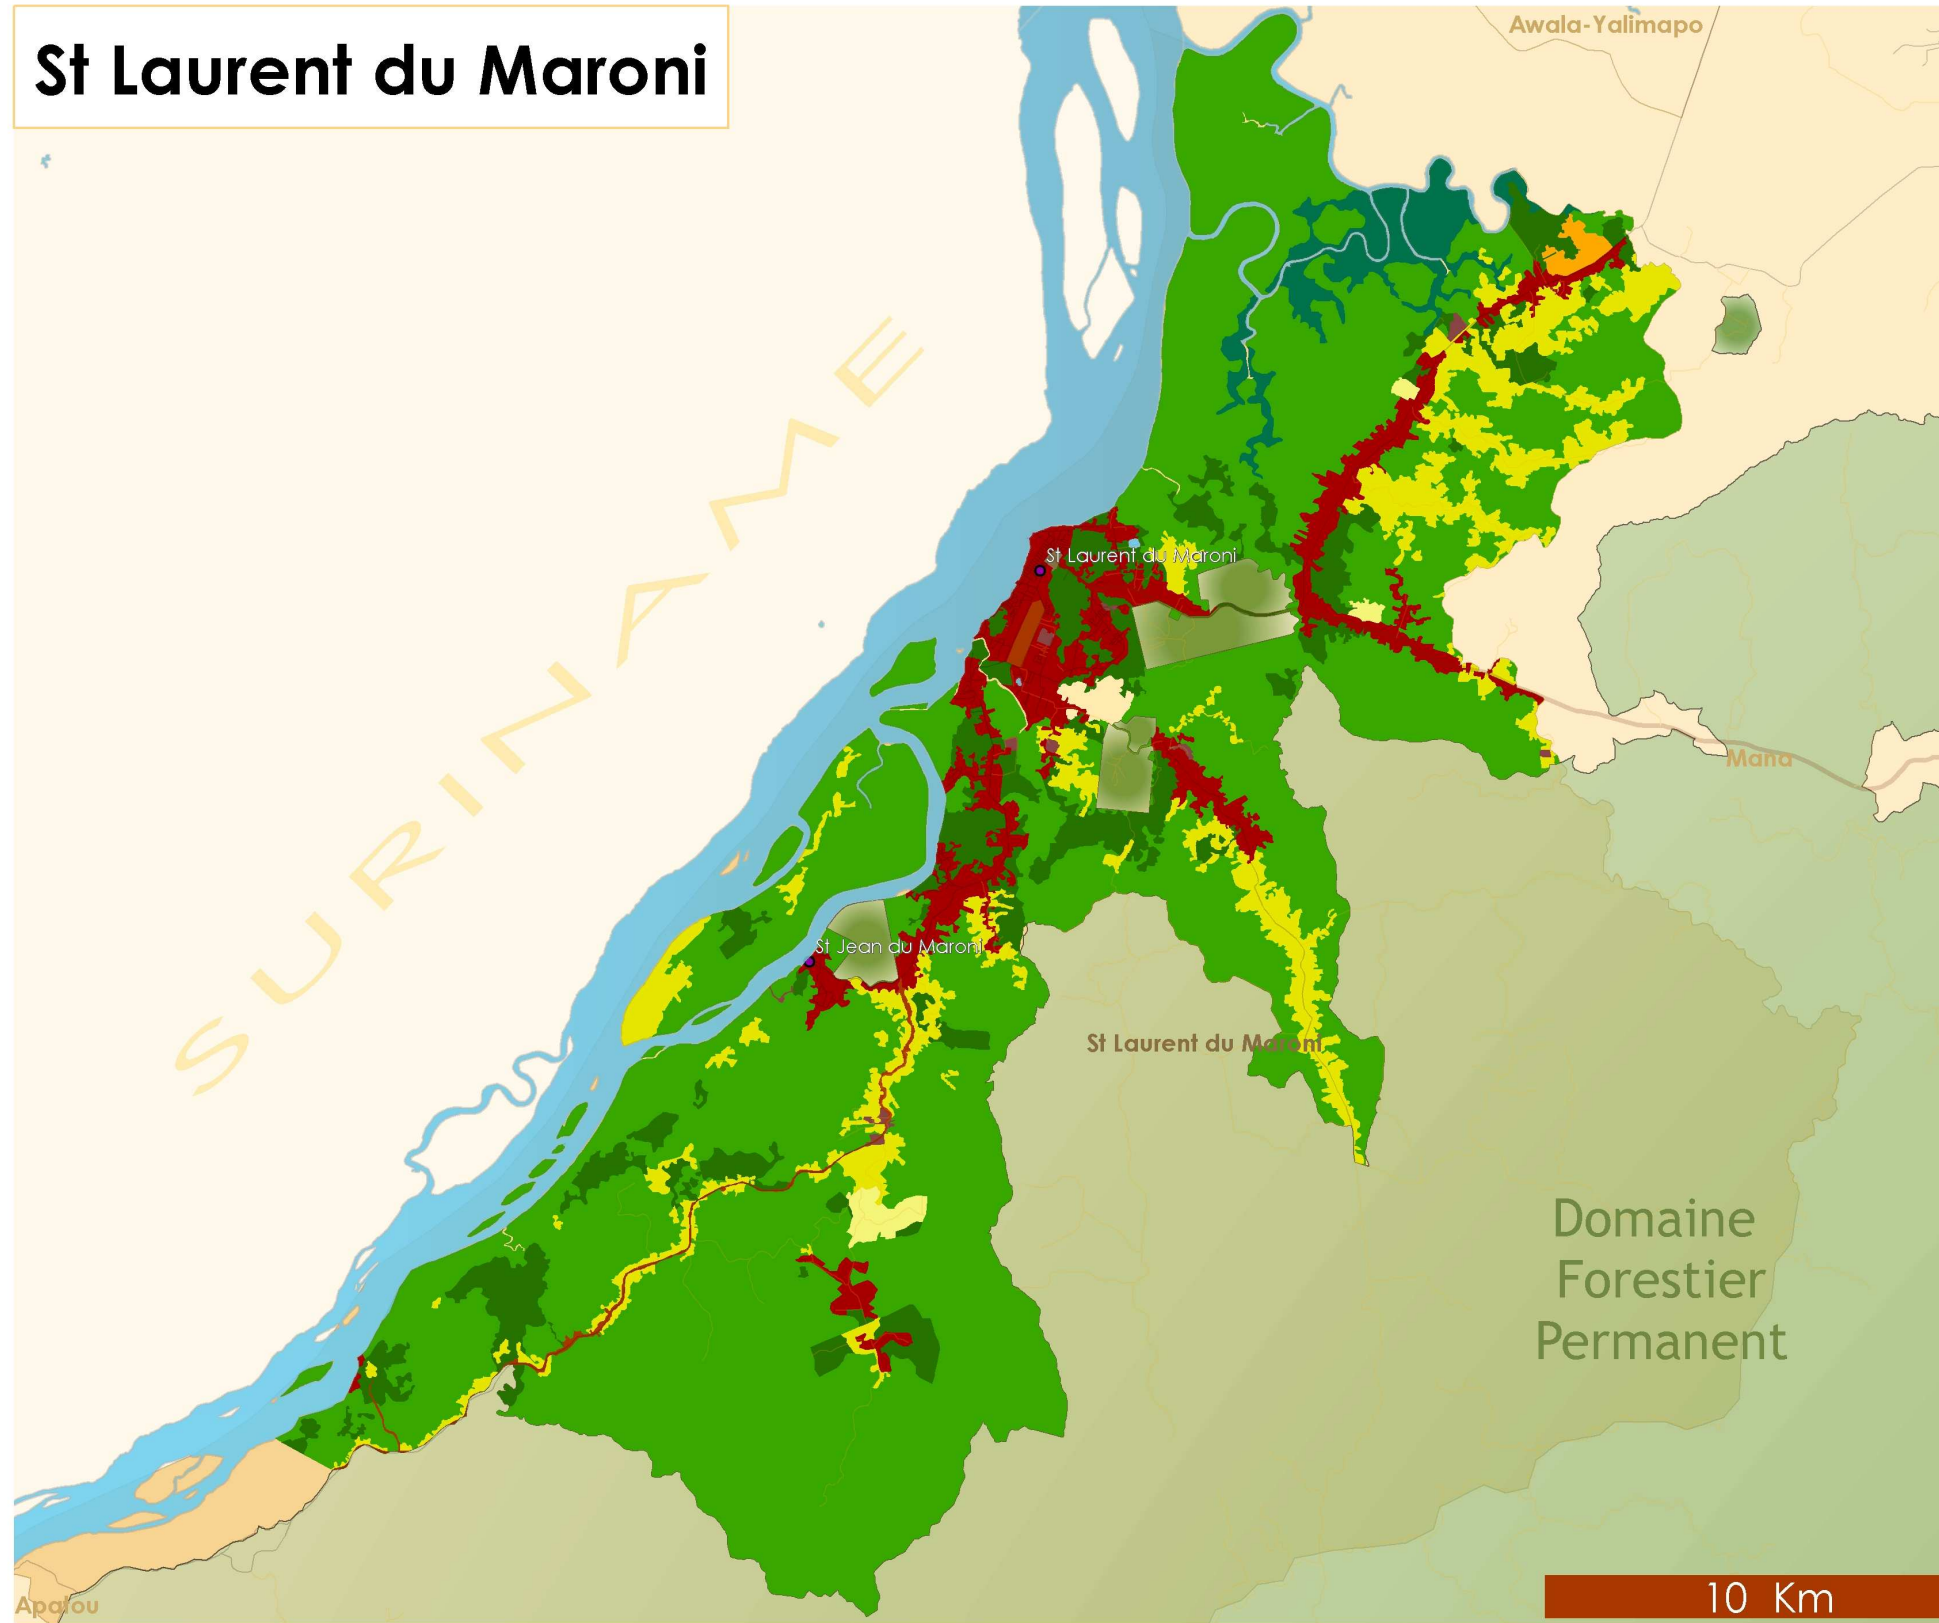 St Laurent du Maroni
Awala-Yalimapo
SURINAME
St Laurent du Maroni
Mana
St Jean du Maroni
St Laurent du Maroni
Domaine
Forestier
Permanent
10 Km
Apatou